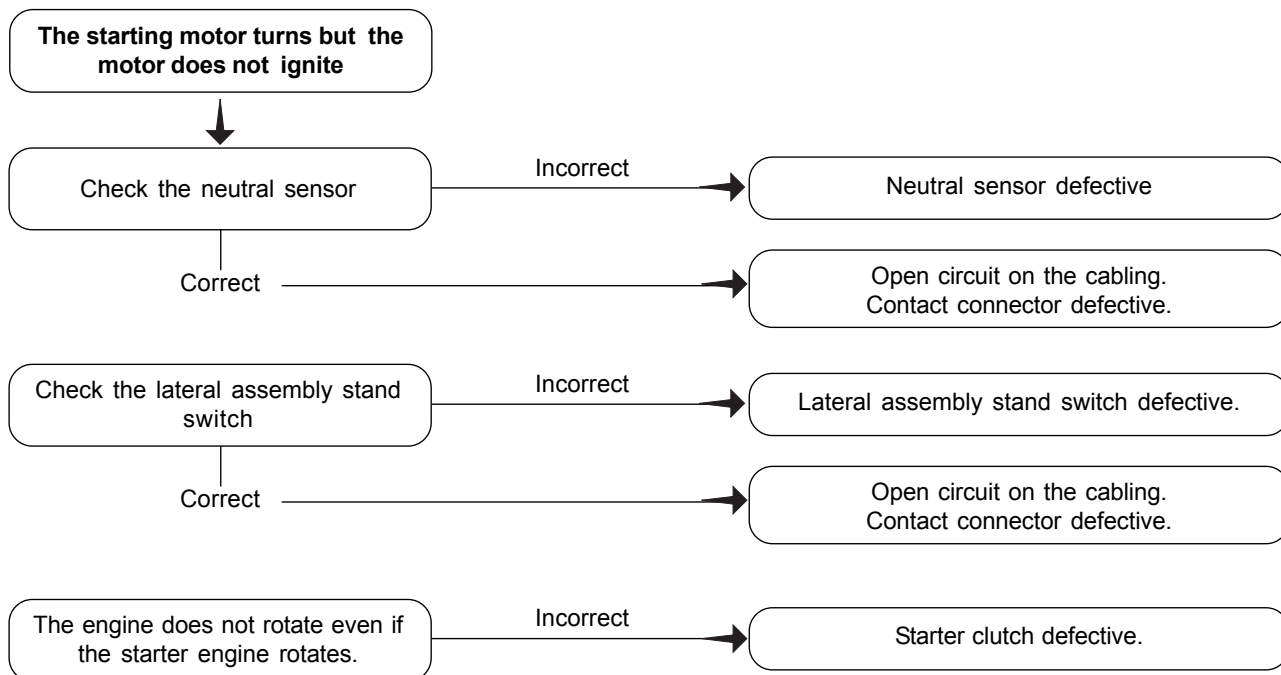 The starting motor turns but the
motor does not ignite
Check the neutral sensor
Incorrect
Neutral sensor defective
Correct
Open circuit on the cabling.
Contact connector defective.
Check the lateral assembly stand
switch
Incorrect
Lateral assembly stand switch defective.
Correct
Open circuit on the cabling.
Contact connector defective.
The engine does not rotate even if
the starter engine rotates.
Incorrect
Starter clutch defective.